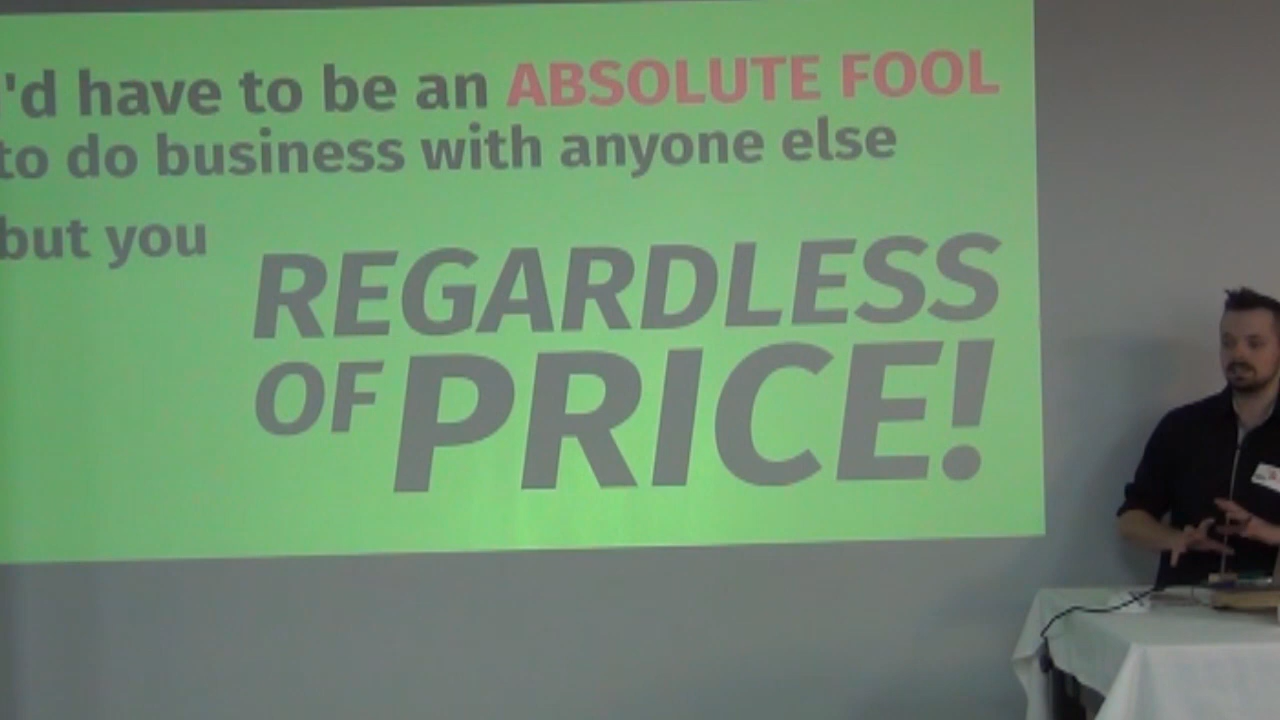 'd have to be an ABSOLUTE FOOL
to do business with anyone else
but you
REGARDLESS
OF PRICE!